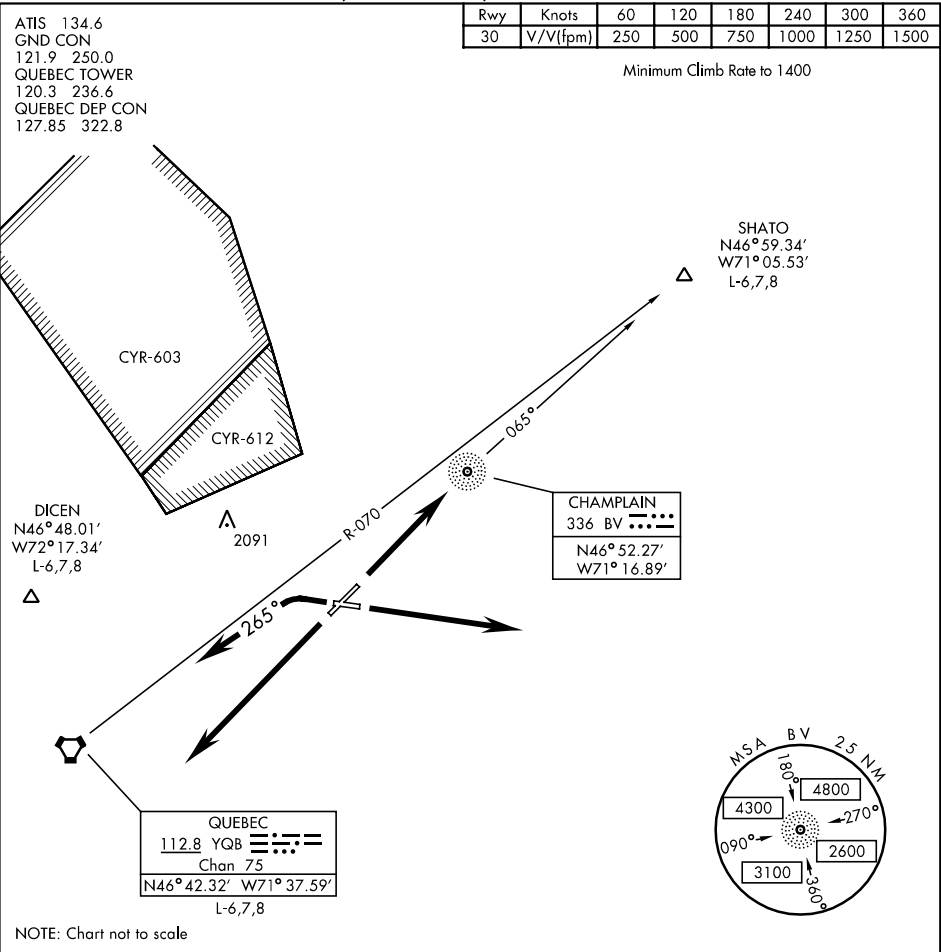 ATIS 134.6
GND CON
121.9 250.0
QUEBEC TOWER
120.3 236.6
QUEBEC DEP CON
127.85 322.8
Rwy Knots 60 120 180 240 300 360
30 V/V(fpm) 250 500 750 1000 1250 1500
Minimum Climb Rate to 1400
SHATO
N46°59.34'
W71°05.53'
L-6,7,8
CYR-603
CYR-612
065°
R-070
2091
DICEN
N46°48.01'
W72°17.34'
L-6,7,8
CHAMPLAIN
336 BV
N46°52.27'
W71°16.89'
265°
QUEBEC
112.8 YQB
Chan 75
N46°42.32' W71°37.59'
L-6,7,8
MSA BV 25 NM
180°
4800
4300
270°
090°
2600
3100
360°
NOTE: Chart not to scale